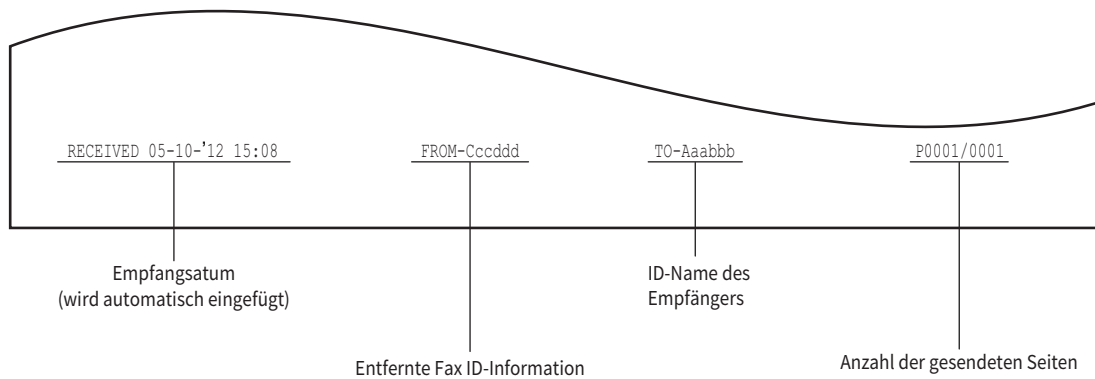 RECEIVED 05-10-'12 15:08 FROM-Cccddd TO-Aaabbb P0001/0001
Empfangsatum
(wird automatisch eingefügt)
ID-Name des
Empfängers
Entfernte Fax ID-Information
Anzahl der gesendeten Seiten